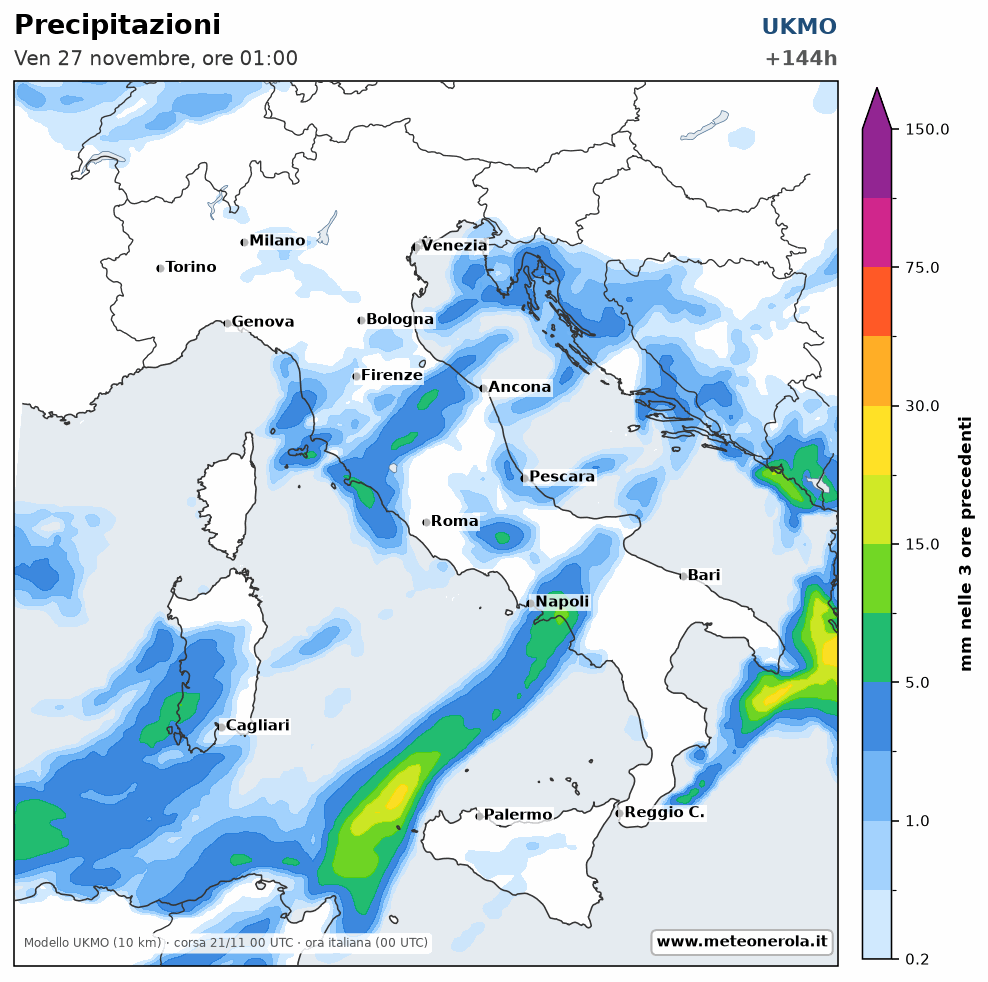 Precipitazioni
UKMO
Ven 27 novembre, ore 01:00
+144h
150.0
75.0
30.0
15.0
5.0
1.0
0.2
mm nelle 3 ore precedenti
Milano
Venezia
Torino
Genova
Bologna
Firenze
Ancona
Pescara
Roma
Bari
Napoli
Cagliari
Palermo
Reggio C.
Modello UKMO (10 km) · corsa 21/11 00 UTC · ora italiana (00 UTC)
www.meteonerola.it